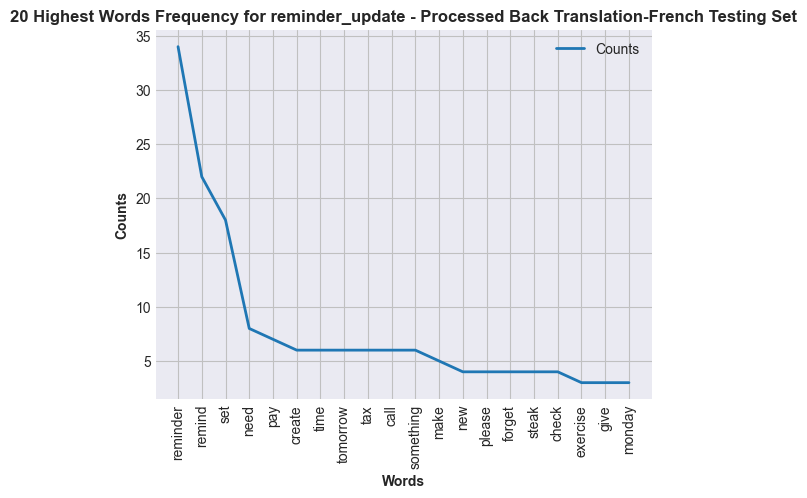 20 Highest Words Frequency for reminder_update - Processed Back Translation-French Testing Set
Counts
35
30
25
20
15
10
5
Counts
reminder
remind
set
need
pay
create
time
tomorrow
tax
call
something
make
new
please
forget
steak
check
exercise
give
monday
Words